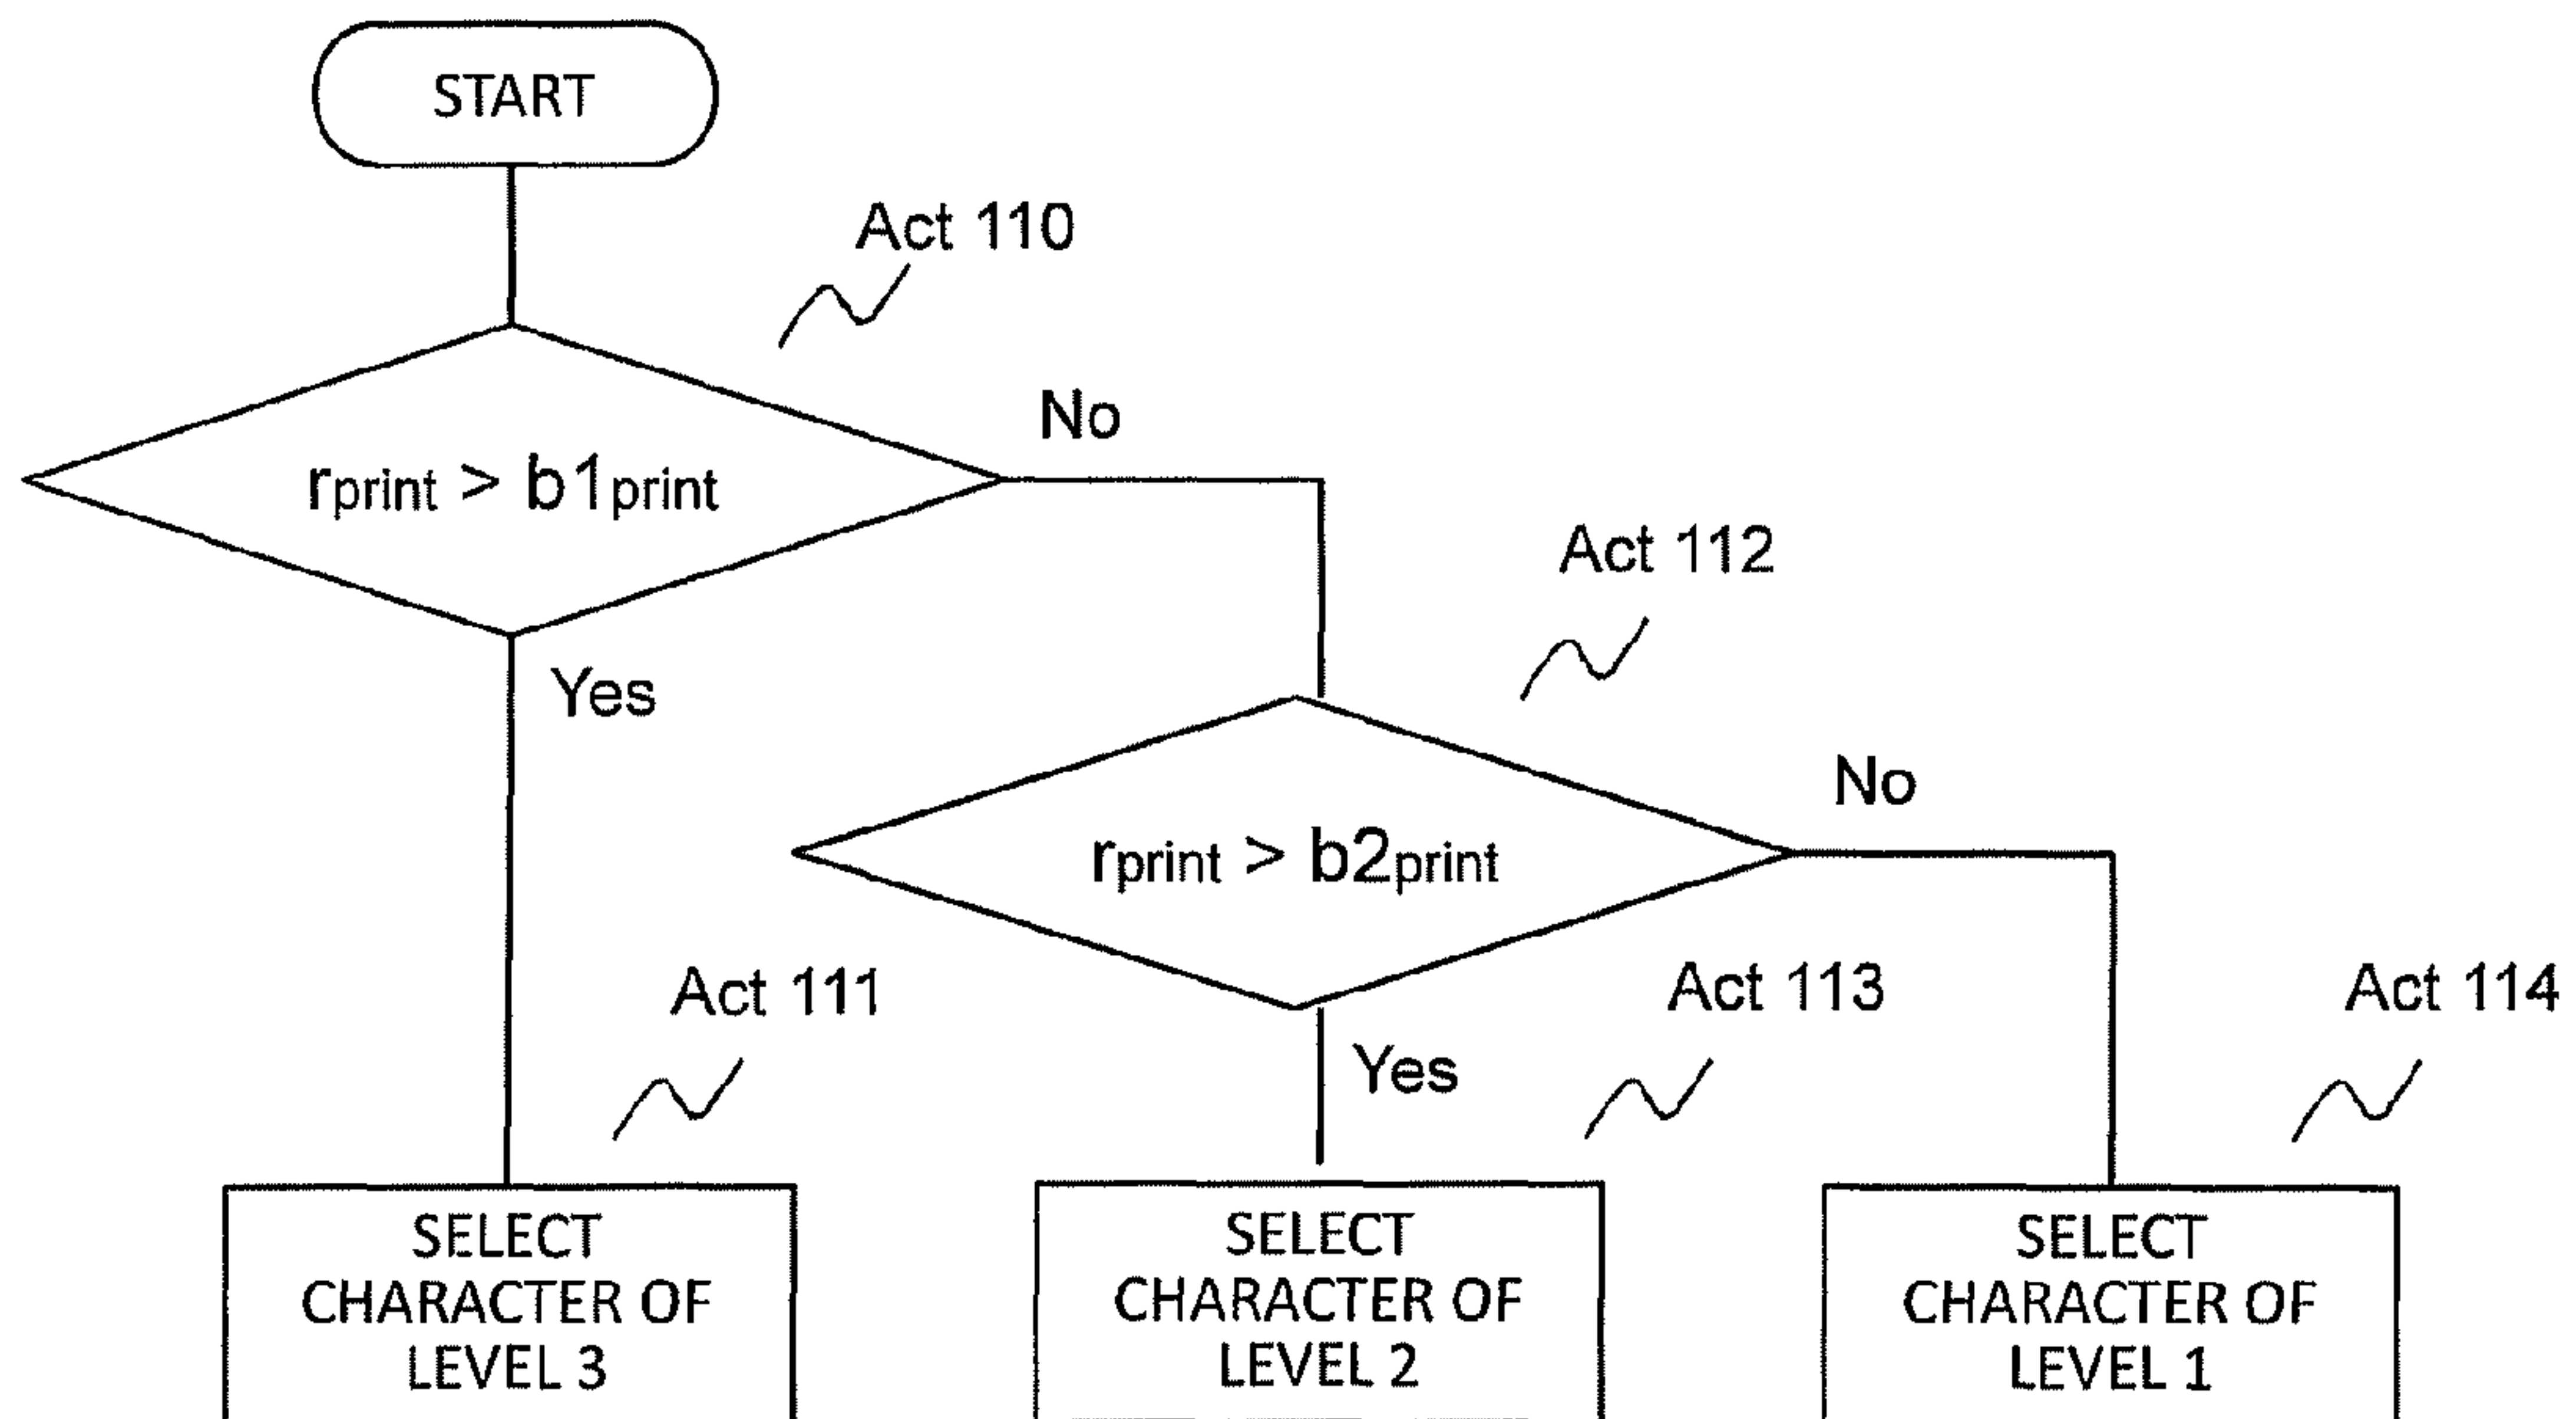 START
Act 110
No
rprint > b1print
Act 112
Yes
No
rprint > b2print
Act 111
Act 113
Act 114
Yes
SELECT
CHARACTER OF
LEVEL 3
SELECT
CHARACTER OF
LEVEL 2
SELECT
CHARACTER OF
LEVEL 1